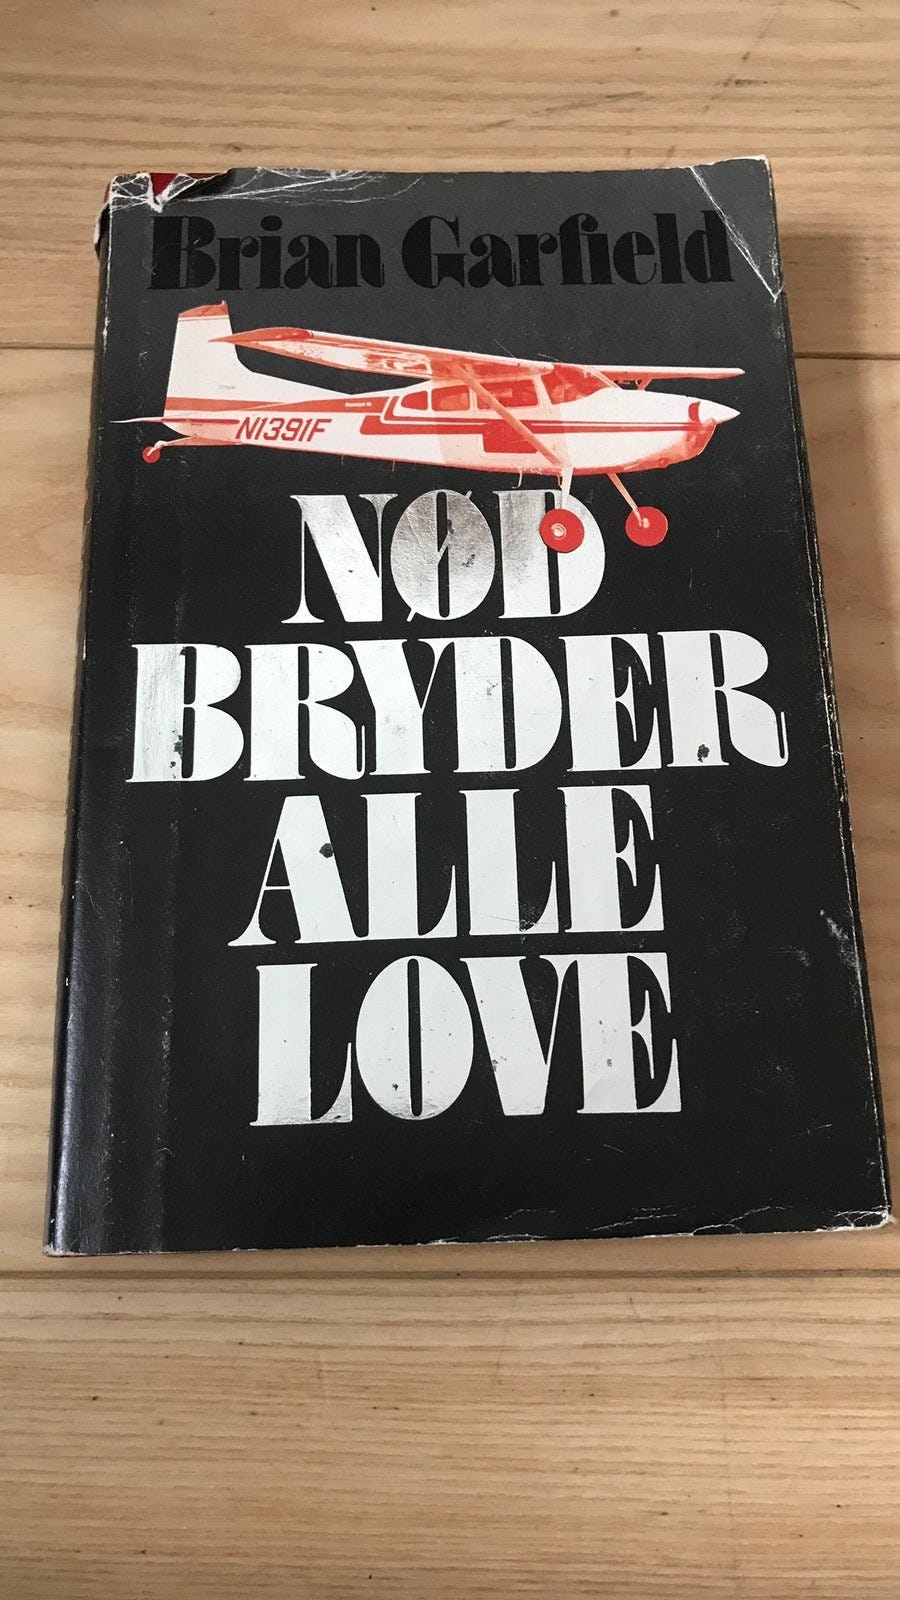 Brian Garfield
N1391F
NØD
BRYDER
ALLE
LOVE